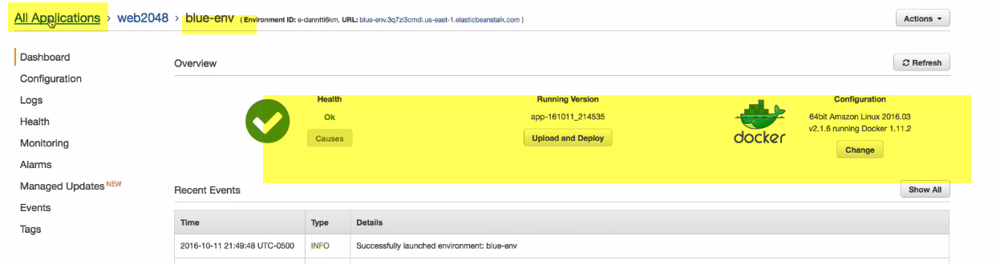 All Applications › web2048 › blue-env ( Environment ID: e-danntti6km, URL: blue-env.3q7zi3cmdi.us-east-1.elasticbeanstalk.com )
Actions
Dashboard
Configuration
Logs
Health
Monitoring
Alarms
Managed Updates NEW
Events
Tags
Overview
Refresh
Health
Ok
Causes
Running Version
app-161011_214535
Upload and Deploy
docker
Configuration
64bit Amazon Linux 2016.03
v2.1.6 running Docker 1.11.2
Change
Recent Events
Show All
Time Type Details
2016-10-11 21:49:48 UTC-0500 INFO Successfully launched environment: blue-env